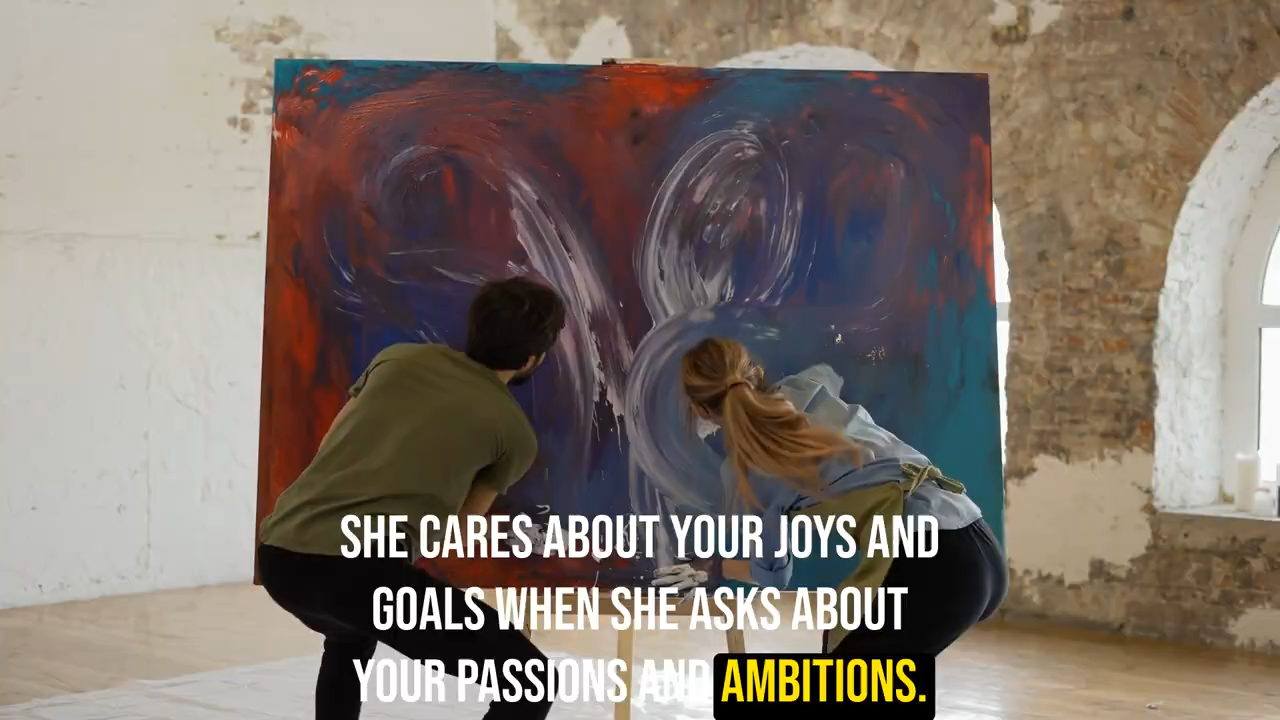 SHE CARES ABOUT YOUR JOYS AND
GOALS WHEN SHE ASKS ABOUT
YOUR PASSIONS AND AMBITIONS.